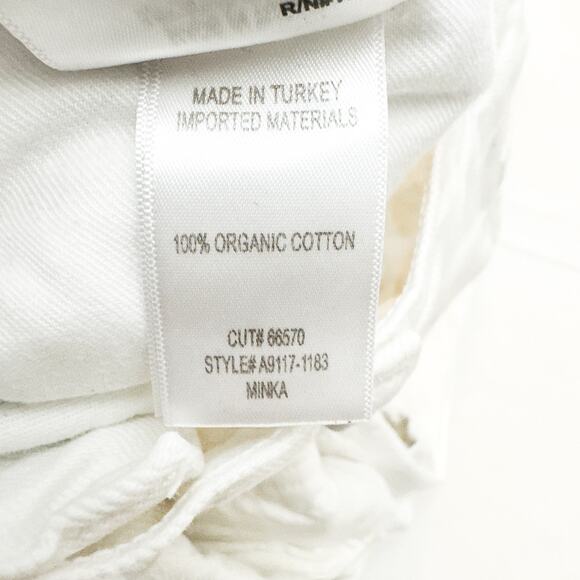 MADE IN TURKEY
IMPORTED MATERIALS
100% ORGANIC COTTON
CUT# 66570
STYLE# A9117-1183
MINKA